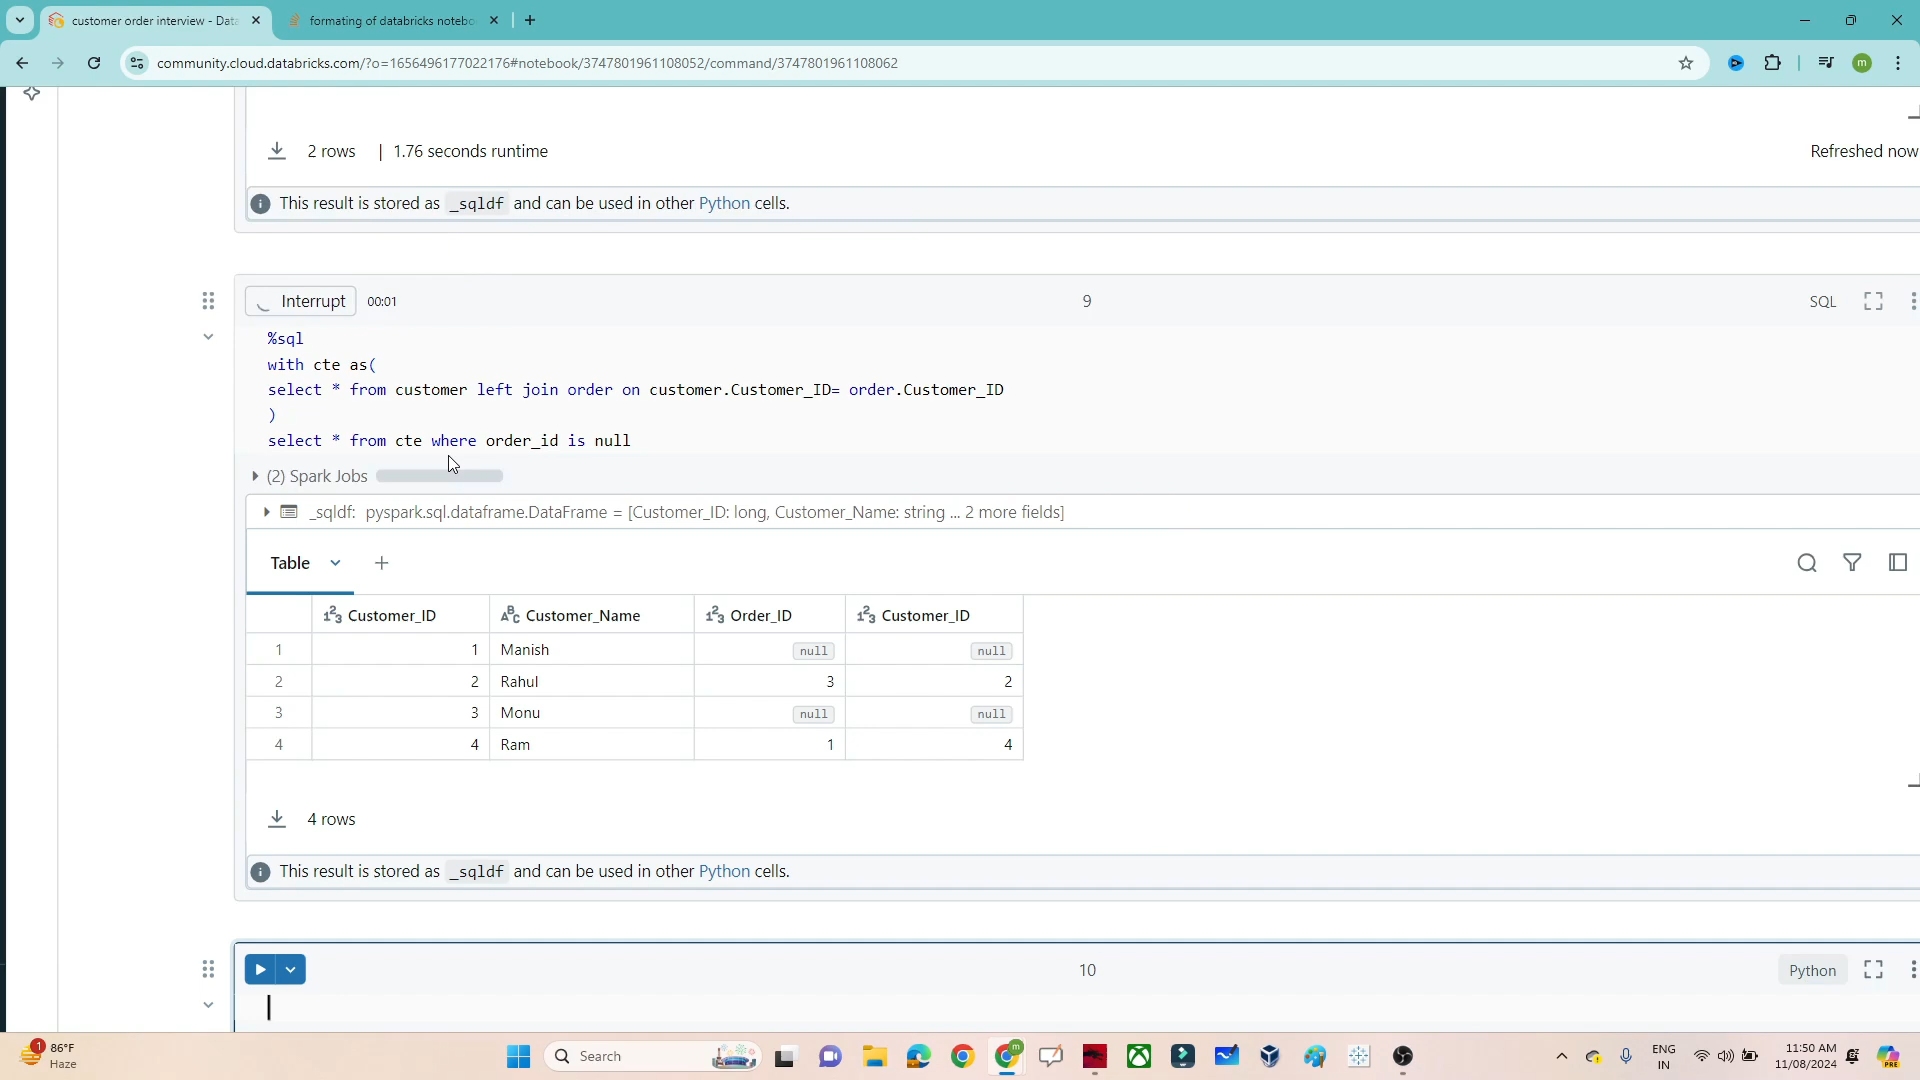 customer order interview - Data
formating of databricks notebo
community.cloud.databricks.com/?o=1656496177022176#notebook/3747801961108052/command/3747801961108062
m
2 rows | 1.76 seconds runtime
Refreshed now
This result is stored as _sqldf and can be used in other Python cells.
Interrupt 00:01
9
SQL
%sql
with cte as(
select * from customer left join order on customer.Customer_ID= order.Customer_ID
)
select * from cte where order_id is null
(2) Spark Jobs
_sqldf: pyspark.sql.dataframe.DataFrame = [Customer_ID: long, Customer_Name: string ... 2 more fields]
Table
Customer_ID Customer_Name Order_ID Customer_ID
1 1 Manish null null
2 2 Rahul 3 2
3 3 Monu null null
4 4 Ram 1 4
4 rows
This result is stored as _sqldf and can be used in other Python cells.
10
Python
1
86°F
Haze
Search
m
ENG
IN
11:50 AM
11/08/2024
PRE